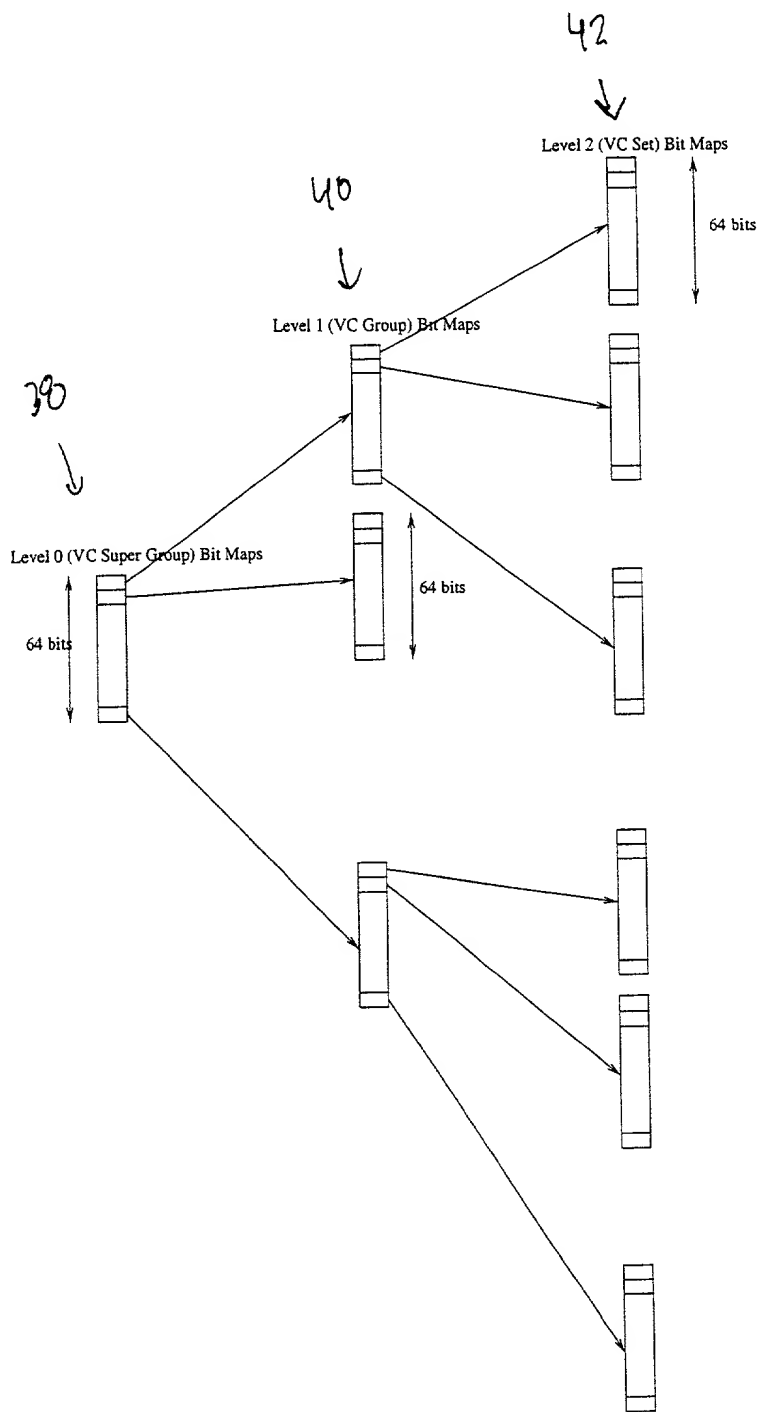 42
Level 2 (VC Set) Bit Maps
64 bits
40
Level 1 (VC Group) Bit Maps
38
Level 0 (VC Super Group) Bit Maps
64 bits
64 bits